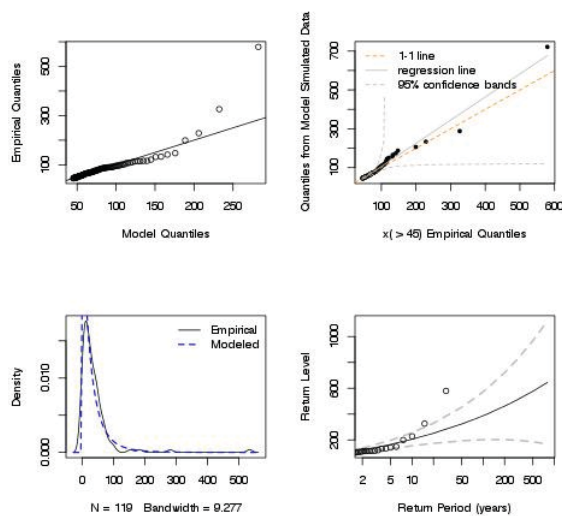 Empirical Quantiles
100
300
500
50
100
150
200
250
Model Quantiles
Quantiles from Model Simulated Data
100
300
500
700
1-1 line
regression line
95% confidence bands
0
100
200
300
400
500
600
x( > 45) Empirical Quantiles
Density
0.000
0.010
Empirical
Modeled
0
100
200
300
400
500
N = 119 Bandwidth = 9.277
Return Level
200
600
1000
2
5
10
50
200
500
Return Period (years)